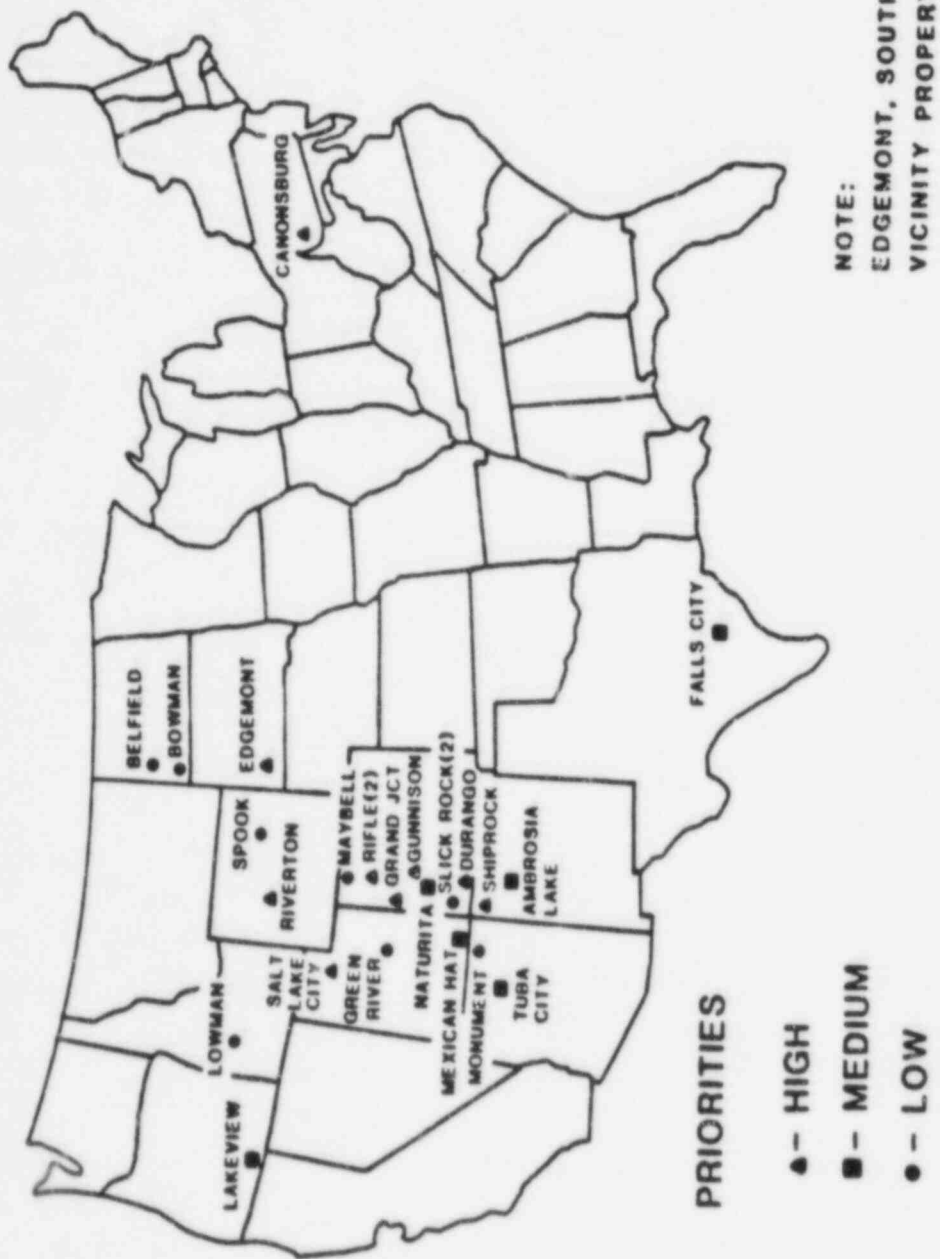 LAKEVIEW
LOWMAN
SALT
LAKE
CITY
GREEN
RIVER
SPOOK
RIVERTON
BELFIELD
BOWMAN
EDGEMONT
MAYBELL
RIFLE(2)
GRAND JCT
GUNNISON
NATURITA
SLICK ROCK(2)
DURANGO
SHIPROCK
MEXICAN HAT
MONUMENT
TUBA
CITY
AMBROSIA
LAKE
FALLS CITY
CANONSBURG
PRIORITIES
– HIGH
– MEDIUM
– LOW
NOTE:
EDGEMONT, SOUTH
VICINITY PROPERT